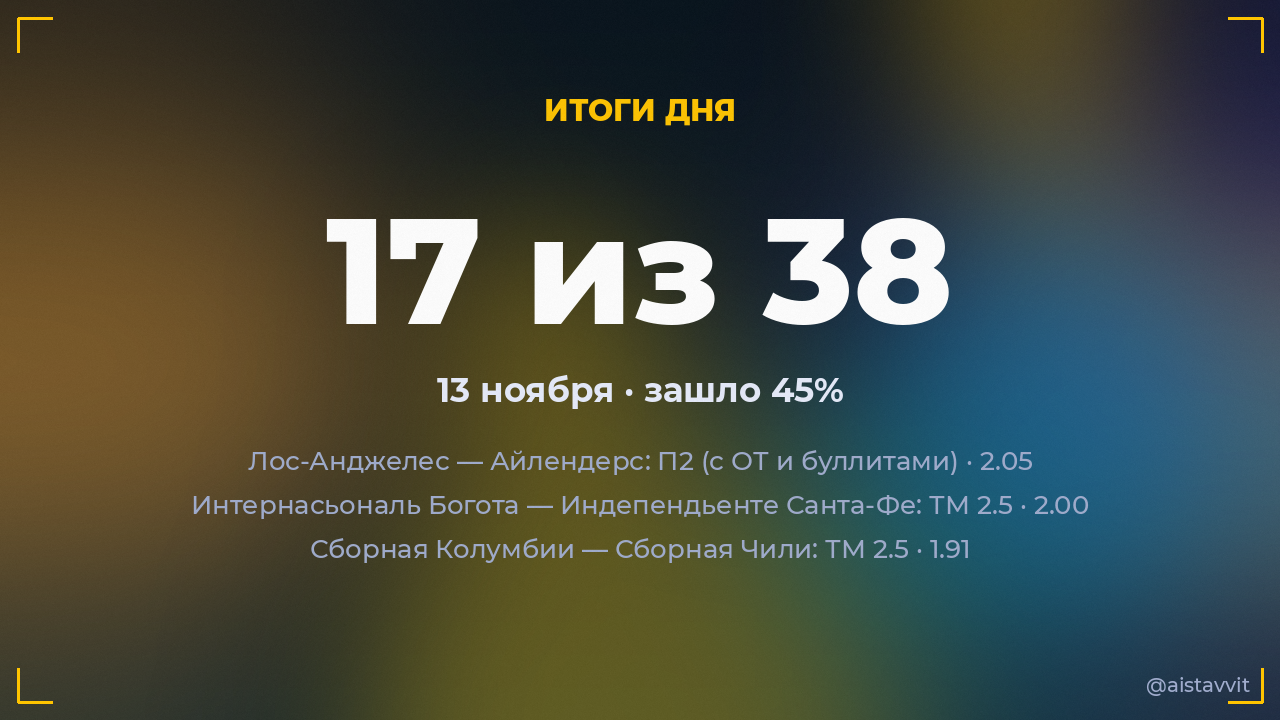 ИТОГИ ДНЯ
17 из 38
13 ноября · зашло 45%
Лос-Анджелес — Айлендерс: П2 (с ОТ и буллитами) · 2.05
Интернасьональ Богота — Индепендьенте Санта-Фе: ТМ 2.5 · 2.00
Сборная Колумбии — Сборная Чили: ТМ 2.5 · 1.91
@aistavvit